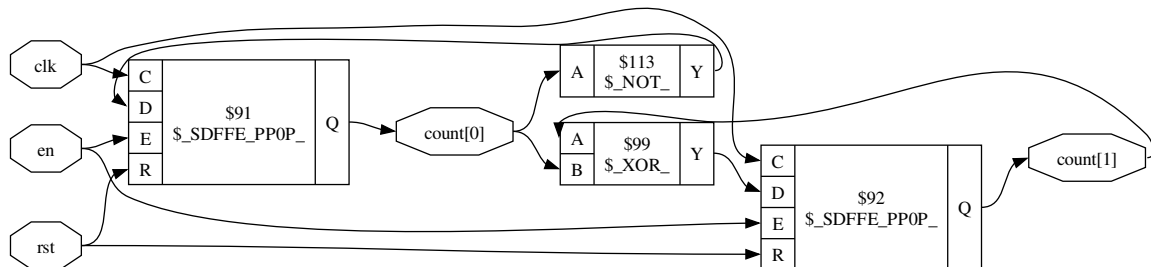 clk
en
rst
C
D
E
R
$91
$_SDFFE_PP0P_
Q
count[0]
A
$113
$_NOT_
Y
A
B
$99
$_XOR_
Y
C
D
E
R
$92
$_SDFFE_PP0P_
Q
count[1]